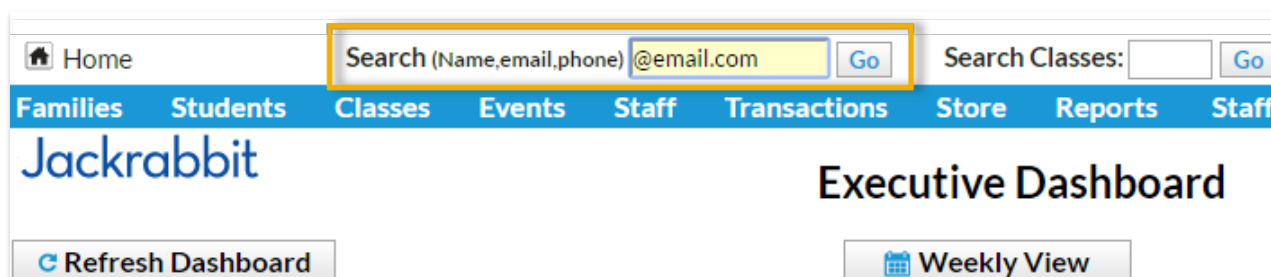 Home Search (Name,email,phone) @email.com Go Search Classes: Go
Families Students Classes Events Staff Transactions Store Reports Staff
Jackrabbit
Executive Dashboard
Refresh Dashboard Weekly View